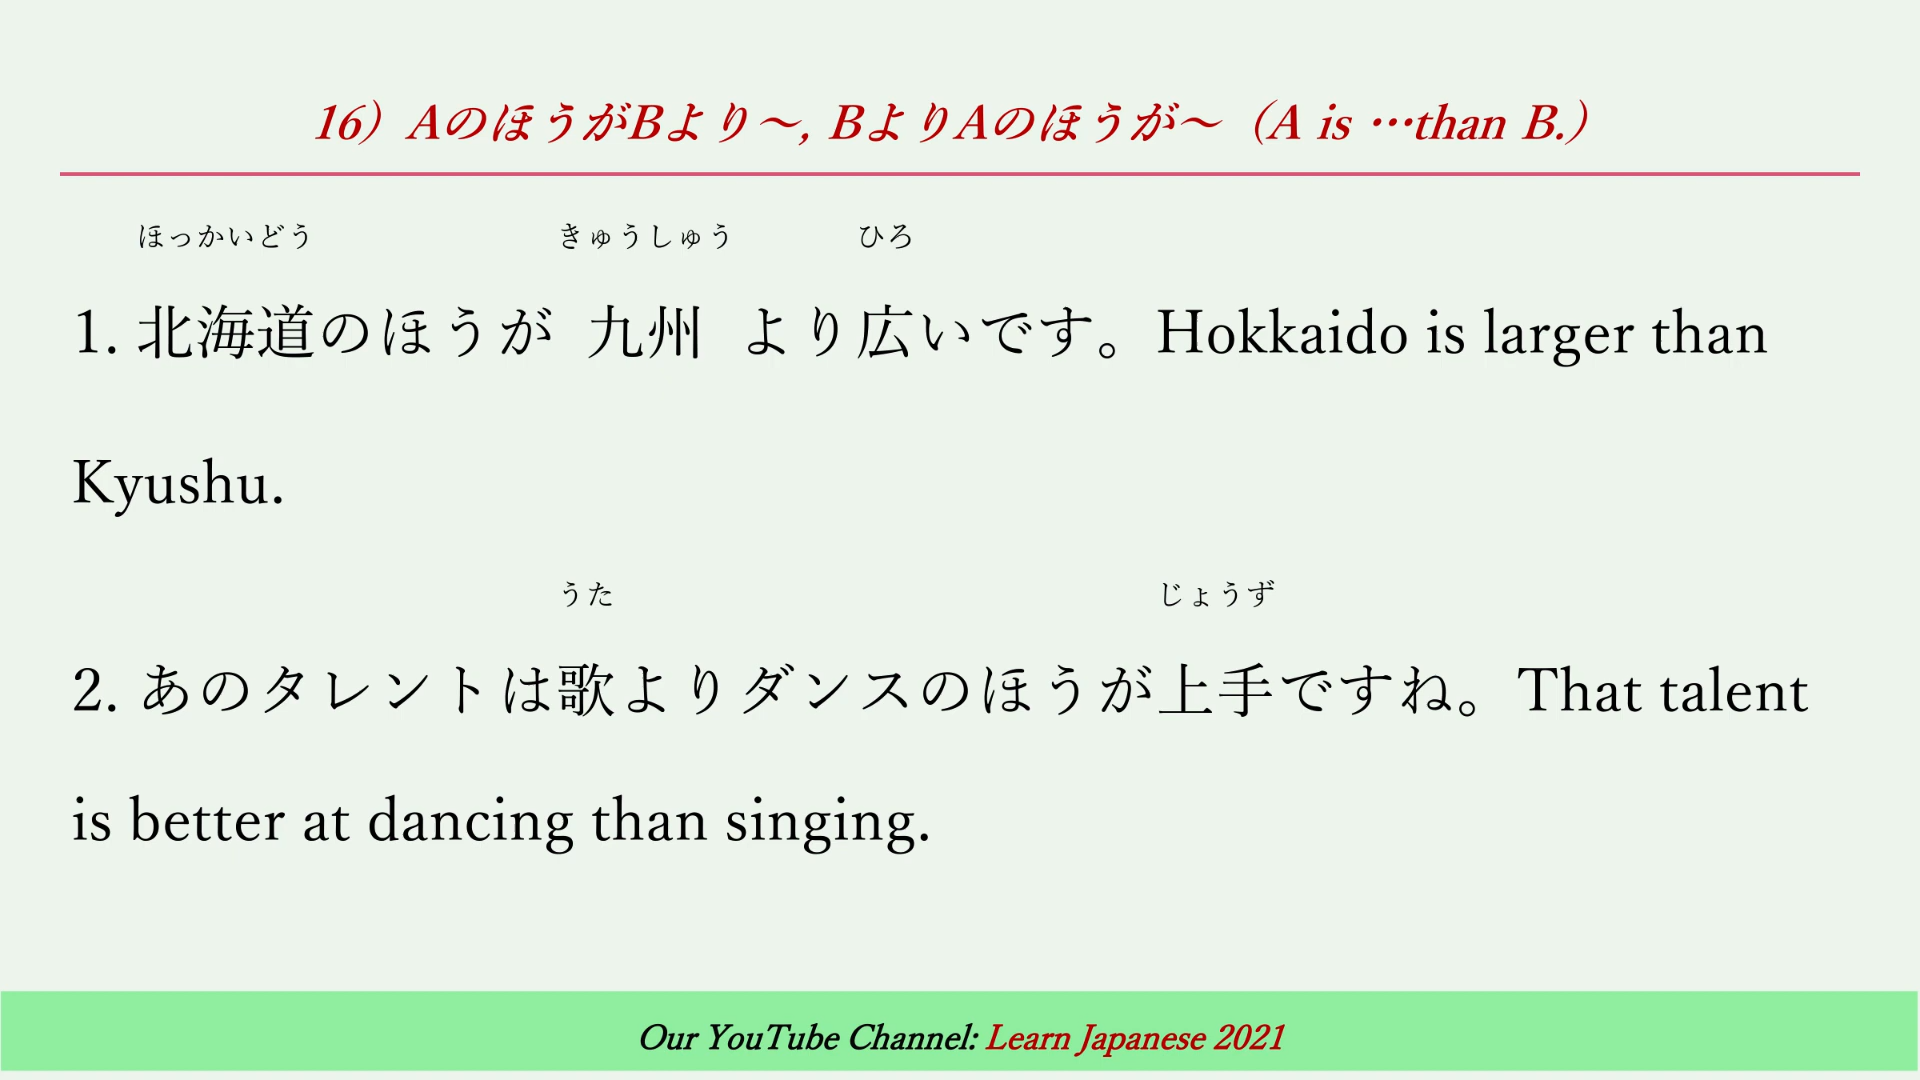 16）AのほうがBより～, BよりAのほうが～（A is …than B.）
ほっかいどう きゅうしゅう ひろ
1. 北海道のほうが 九州 より広いです。Hokkaido is larger than
Kyushu.
うた じょうず
2. あのタレントは歌よりダンスのほうが上手ですね。That talent
is better at dancing than singing.
Our YouTube Channel: Learn Japanese 2021